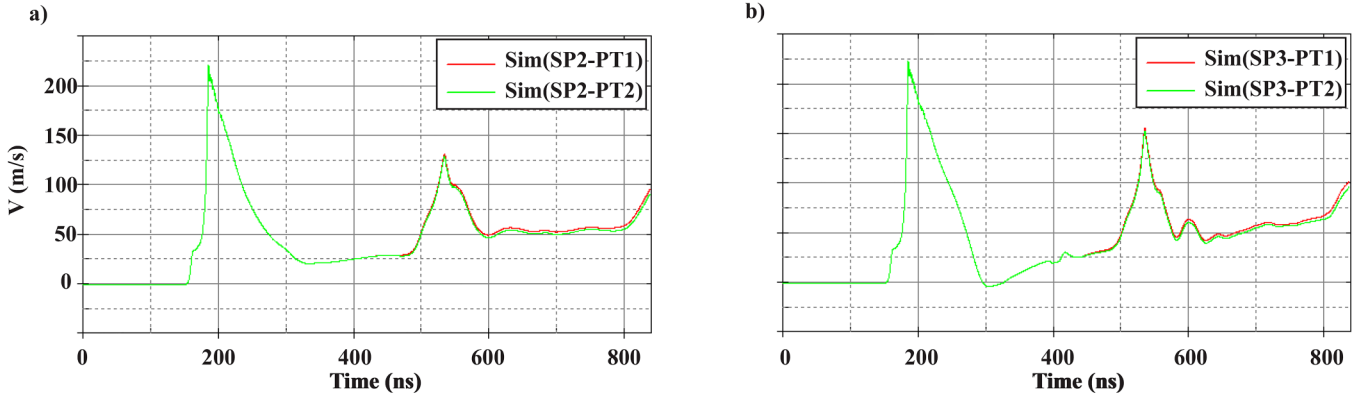 a)
Sim(SP2-PT1)
Sim(SP2-PT2)
V (m/s)
200
150
100
50
0
0 200 400 600 800
Time (ns)
b)
Sim(SP3-PT1)
Sim(SP3-PT2)
0 200 400 600 800
Time (ns)